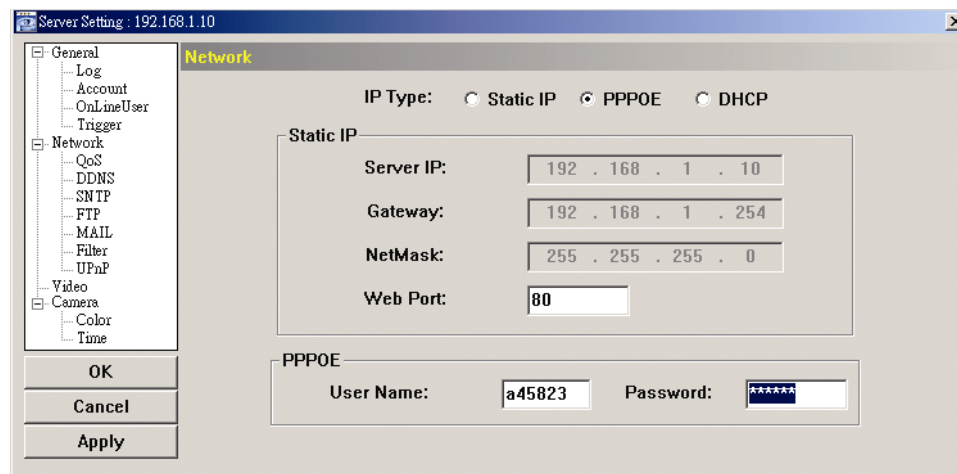 Server Setting : 192.168.1.10
General
Log
Account
OnLineUser
Trigger
Network
QoS
DDNS
SNTP
FTP
MAIL
Filter
UPnP
Video
Camera
Color
Time
OK
Cancel
Apply
Network
IP Type: Static IP PPPOE DHCP
Static IP
Server IP: 192 . 168 . 1 . 10
Gateway: 192 . 168 . 1 . 254
NetMask: 255 . 255 . 255 . 0
Web Port: 80
PPPOE
User Name: a45823 Password: ******